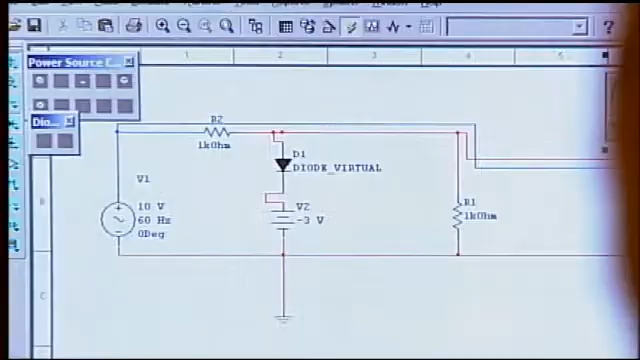 1 2 3 4 5
Power Source C...
Dio...
R2
1kOhm
D1
DIODE_VIRTUAL
V1
10 V
60 Hz
0Deg
V2
-3 V
R1
1kOhm
B
C